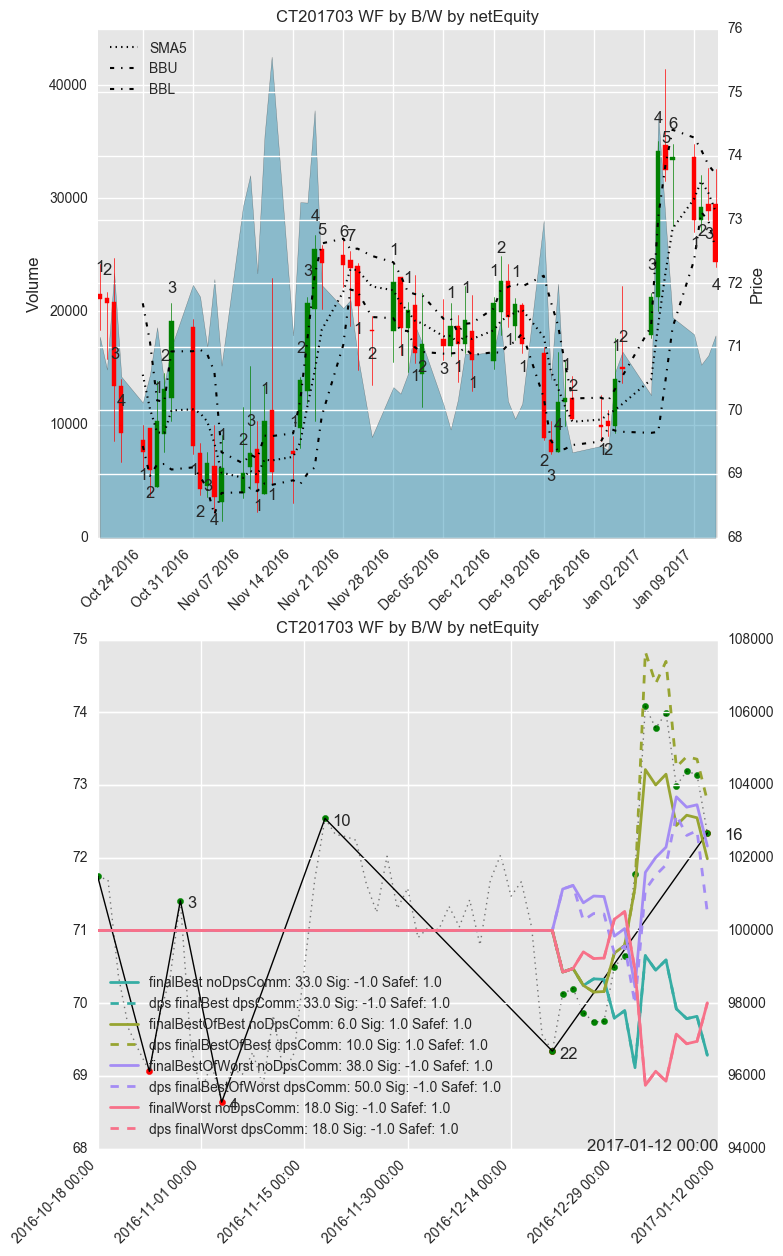 CT201703 WF by B/W by netEquity
SMA5
BBU
BBL
Volume
Price
40000
30000
20000
10000
0
76
75
74
73
72
71
70
69
68
Oct 24 2016
Oct 31 2016
Nov 07 2016
Nov 14 2016
Nov 21 2016
Nov 28 2016
Dec 05 2016
Dec 12 2016
Dec 19 2016
Dec 26 2016
Jan 02 2017
Jan 09 2017
CT201703 WF by B/W by netEquity
75
74
73
72
71
70
69
68
108000
106000
104000
102000
100000
98000
96000
94000
3
10
4
22
16
finalBest noDpsComm: 33.0 Sig: -1.0 Safef: 1.0
dps finalBest dpsComm: 33.0 Sig: -1.0 Safef: 1.0
finalBestOfBest noDpsComm: 6.0 Sig: 1.0 Safef: 1.0
dps finalBestOfBest dpsComm: 10.0 Sig: 1.0 Safef: 1.0
finalBestOfWorst noDpsComm: 38.0 Sig: -1.0 Safef: 1.0
dps finalBestOfWorst dpsComm: 50.0 Sig: -1.0 Safef: 1.0
finalWorst noDpsComm: 18.0 Sig: -1.0 Safef: 1.0
dps finalWorst dpsComm: 18.0 Sig: -1.0 Safef: 1.0
2017-01-12 00:00
2016-10-18 00:00
2016-11-01 00:00
2016-11-15 00:00
2016-11-30 00:00
2016-12-14 00:00
2016-12-29 00:00
2017-01-12 00:00